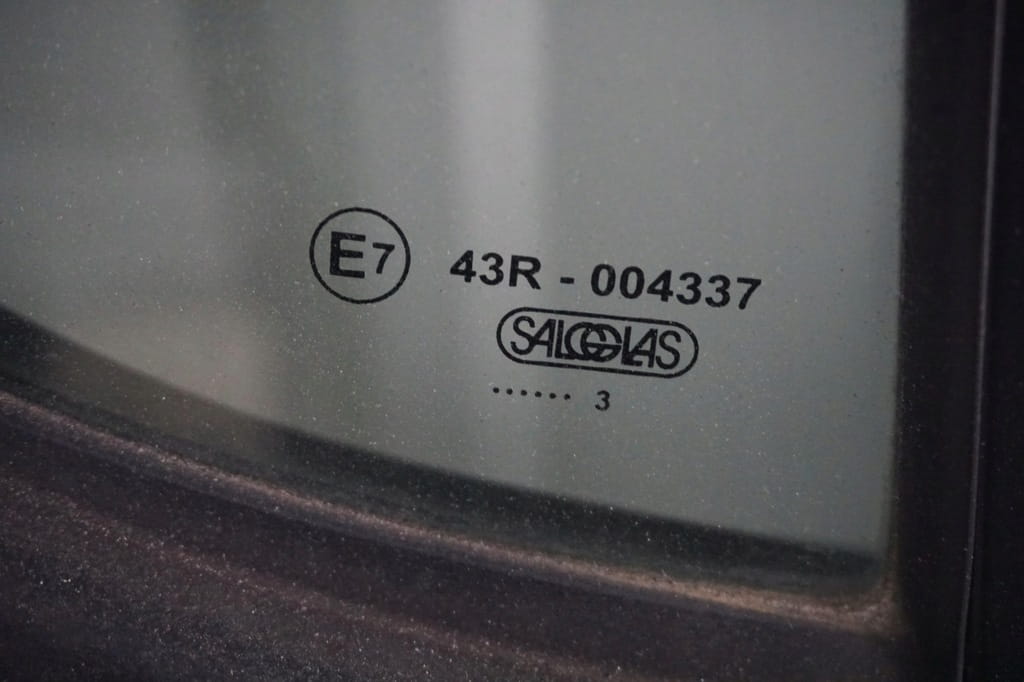 E7 43R - 004337
SALGGLAS
...... 3